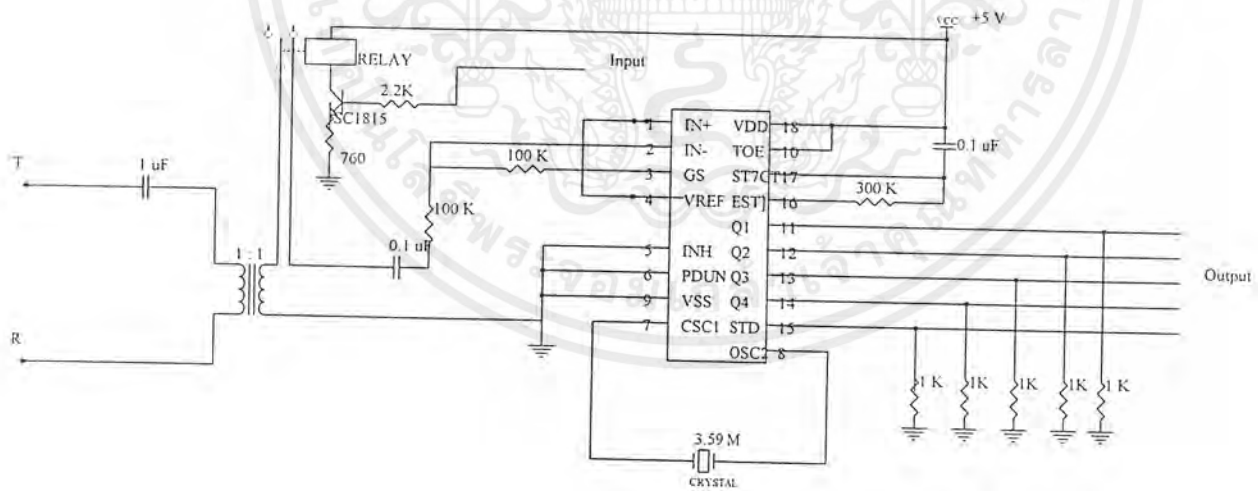 VCC +5 V
RELAY
Input
2.2K
SC1815
760
T
1 uF
100 K
100 K
0.1 uF
1 : 1
R
1 IN+ VDD 18
2 IN- TOE 10
3 GS ST7CT 17
4 VREF ESTJ 16
Q1 11
5 INH Q2 12
6 PDUN Q3 13
9 VSS Q4 14
7 CSC1 STD 15
OSC2 8
0.1 uF
300 K
Output
1 K 1K 1K 1K 1 K
3.59 M
CRYSTAL